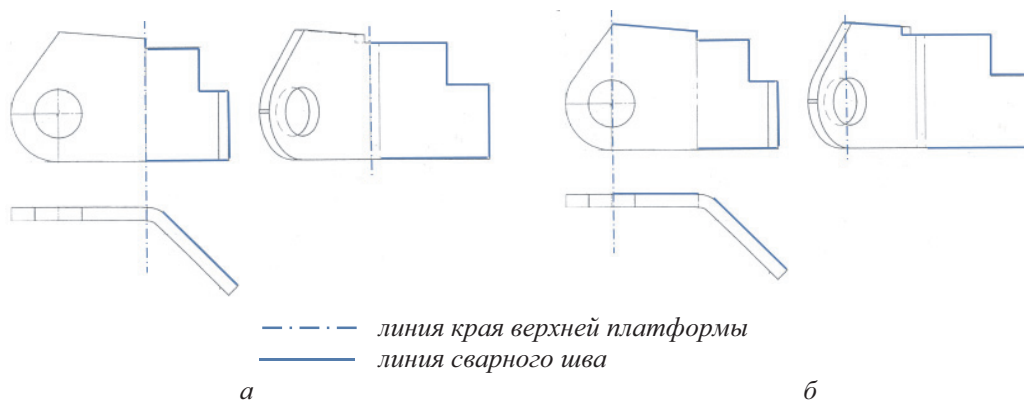 линия края верхней платформы
линия сварного шва
а
б